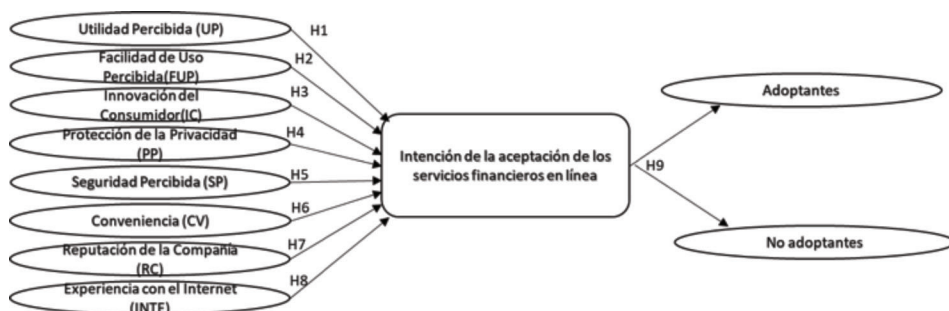 Utilidad Percibida (UP)
H1
Facilidad de Uso
Percibida(FUP)
H2
Innovación del
Consumidor(IC)
H3
Protección de la Privacidad
(PP)
H4
Seguridad Percibida (SP)
H5
Conveniencia (CV)
H6
Reputación de la Compañía
(RC)
H7
Experiencia con el Internet
(INTE)
H8
Intención de la aceptación de los
servicios financieros en línea
H9
Adoptantes
No adoptantes